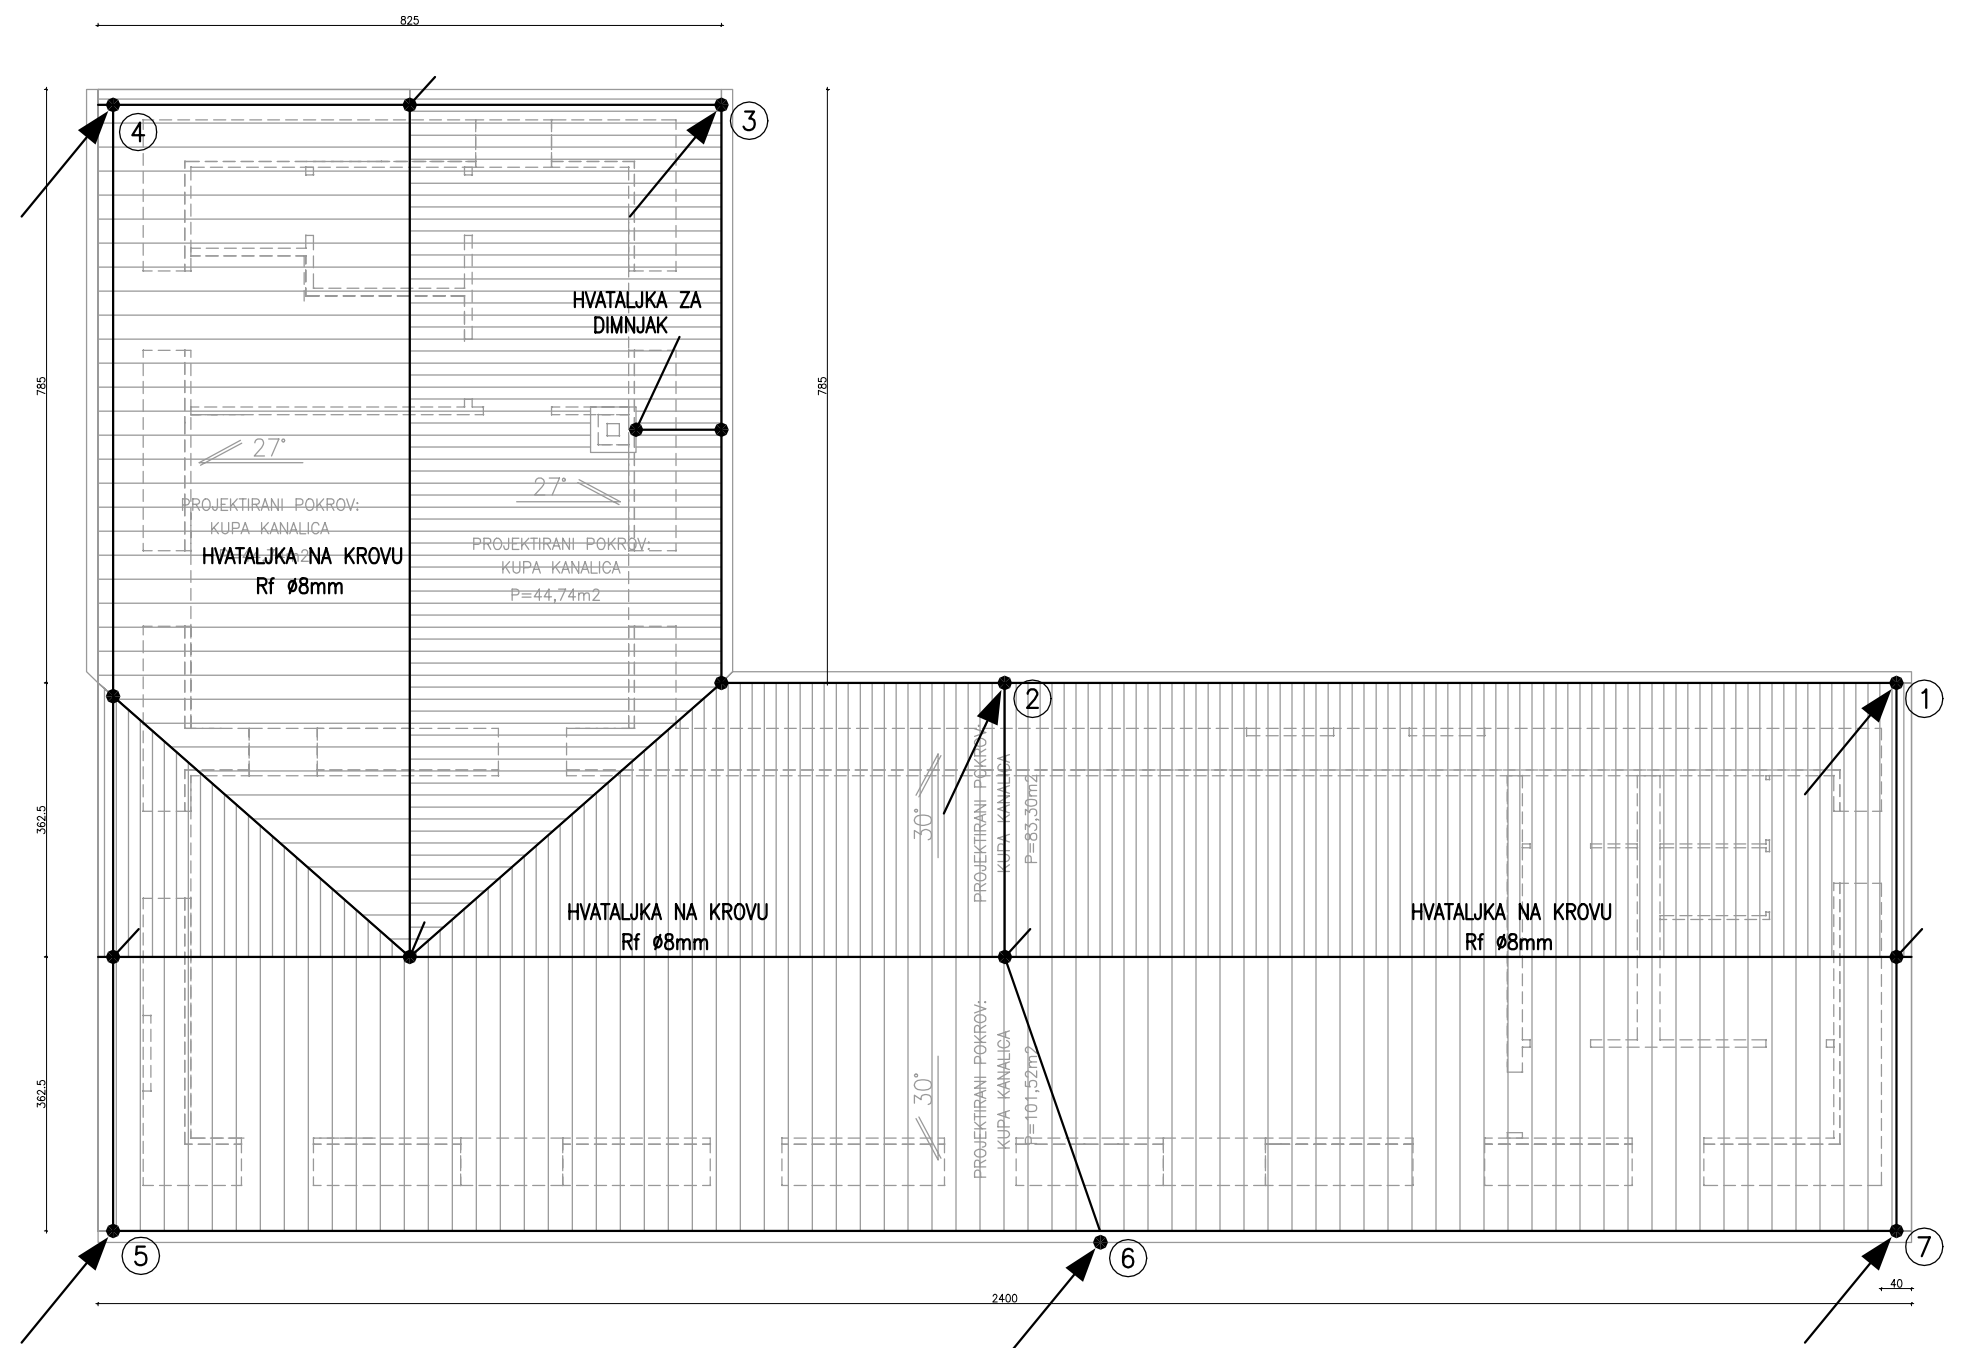 825
4
3
HVATALJKA ZA
DIMNJAK
785
785
27°
27°
PROJEKTIRANI POKROV:
KUPA KANALICA
HVATALJKA NA KROVU
Rf ø8mm
PROJEKTIRANI POKROV:
KUPA KANALICA
P=44,74m2
2
1
362.5
30°
PROJEKTIRANI POKROV:
KUPA KANALICA
P=83,30m2
HVATALJKA NA KROVU
Rf ø8mm
HVATALJKA NA KROVU
Rf ø8mm
362.5
30°
PROJEKTIRANI POKROV:
KUPA KANALICA
P=101,52m2
5
6
7
40
2400